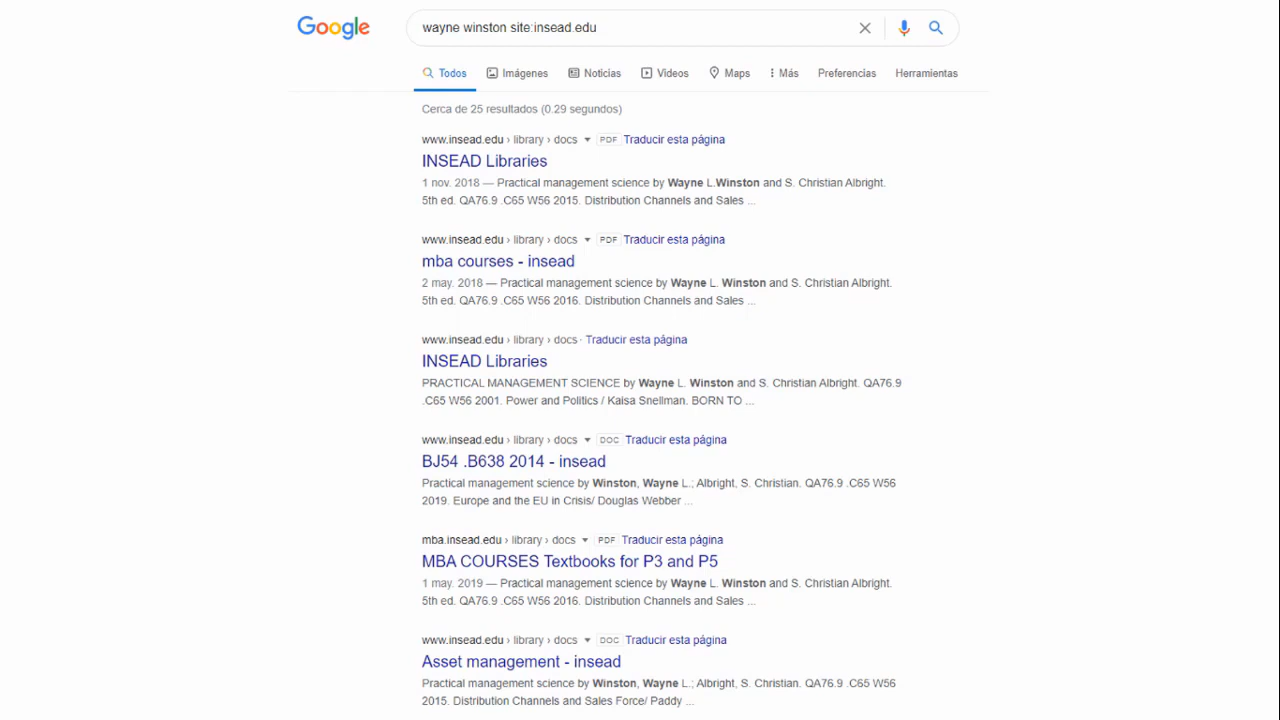 Google
wayne winston site:insead.edu
Todos Imágenes Noticias Videos Maps Más Preferencias Herramientas
Cerca de 25 resultados (0.29 segundos)
www.insead.edu › library › docs PDF Traducir esta página
INSEAD Libraries
1 nov. 2018 — Practical management science by Wayne L.Winston and S. Christian Albright.
5th ed. QA76.9 .C65 W56 2015. Distribution Channels and Sales ...
www.insead.edu › library › docs PDF Traducir esta página
mba courses - insead
2 may. 2018 — Practical management science by Wayne L. Winston and S. Christian Albright.
5th ed. QA76.9 .C65 W56 2016. Distribution Channels and Sales ...
www.insead.edu › library › docs · Traducir esta página
INSEAD Libraries
PRACTICAL MANAGEMENT SCIENCE by Wayne L. Winston and S. Christian Albright. QA76.9
.C65 W56 2001. Power and Politics / Kaisa Snellman. BORN TO ...
www.insead.edu › library › docs DOC Traducir esta página
BJ54 .B638 2014 - insead
Practical management science by Winston, Wayne L.; Albright, S. Christian. QA76.9 .C65 W56
2019. Europe and the EU in Crisis/ Douglas Webber ...
mba.insead.edu › library › docs PDF Traducir esta página
MBA COURSES Textbooks for P3 and P5
1 may. 2019 — Practical management science by Wayne L. Winston and S. Christian Albright.
5th ed. QA76.9 .C65 W56 2016. Distribution Channels and Sales ...
www.insead.edu › library › docs DOC Traducir esta página
Asset management - insead
Practical management science by Winston, Wayne L.; Albright, S. Christian. QA76.9 .C65 W56
2015. Distribution Channels and Sales Force/ Paddy ...